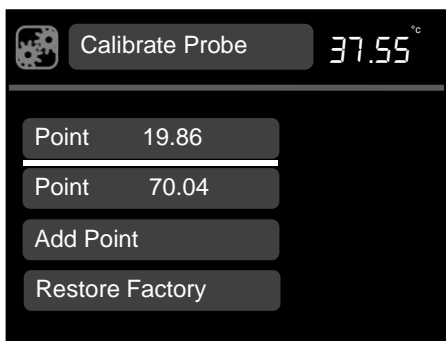 Calibrate Probe 37.55 °c
Point 19.86
Point 70.04
Add Point
Restore Factory